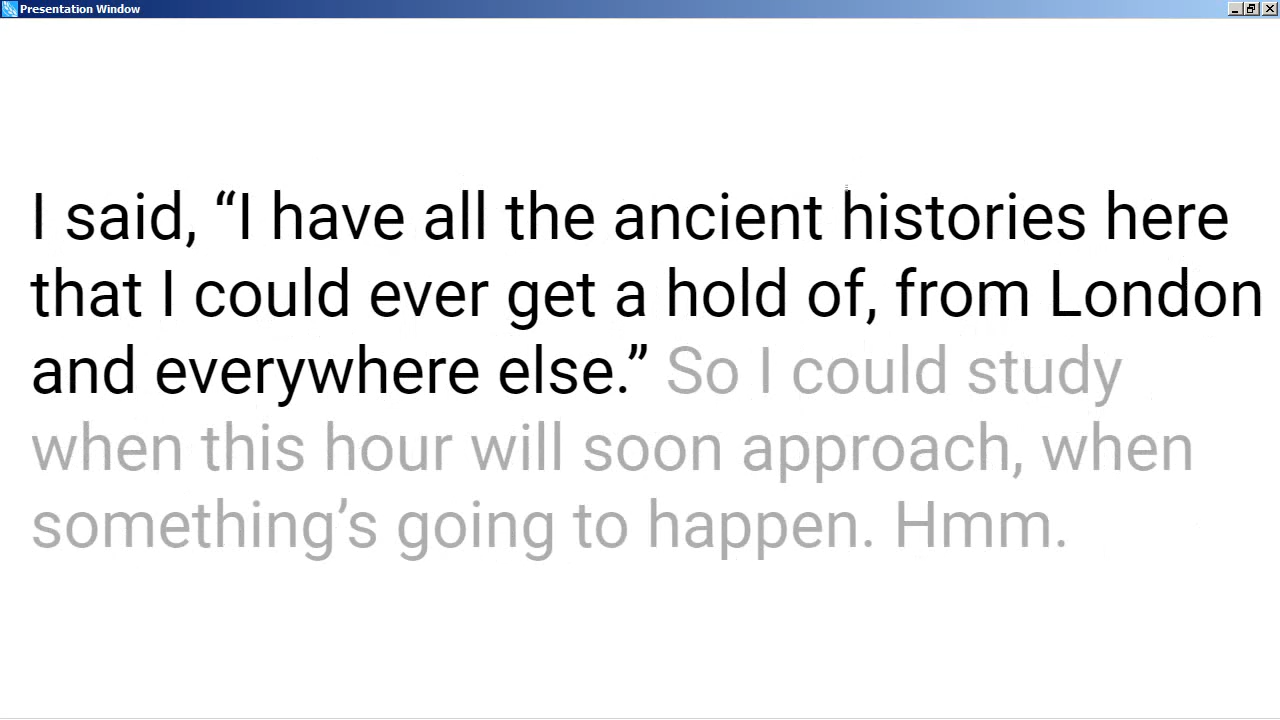 Presentation Window
I said, “I have all the ancient histories here
that I could ever get a hold of, from London
and everywhere else.” So I could study
when this hour will soon approach, when
something’s going to happen. Hmm.